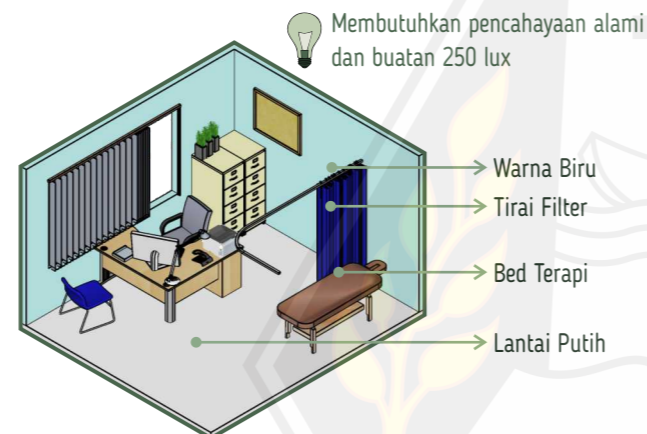 Membutuhkan pencahayaan alami
dan buatan 250 lux
Warna Biru
Tirai Filter
Bed Terapi
Lantai Putih